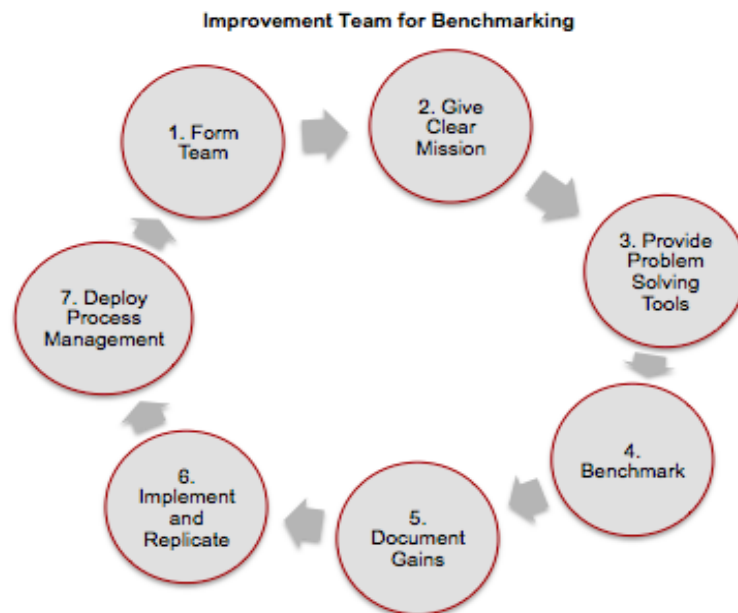 Improvement Team for Benchmarking
1. Form
Team
2. Give
Clear
Mission
3. Provide
Problem
Solving
Tools
4.
Benchmark
5.
Document
Gains
6.
Implement
and
Replicate
7. Deploy
Process
Management